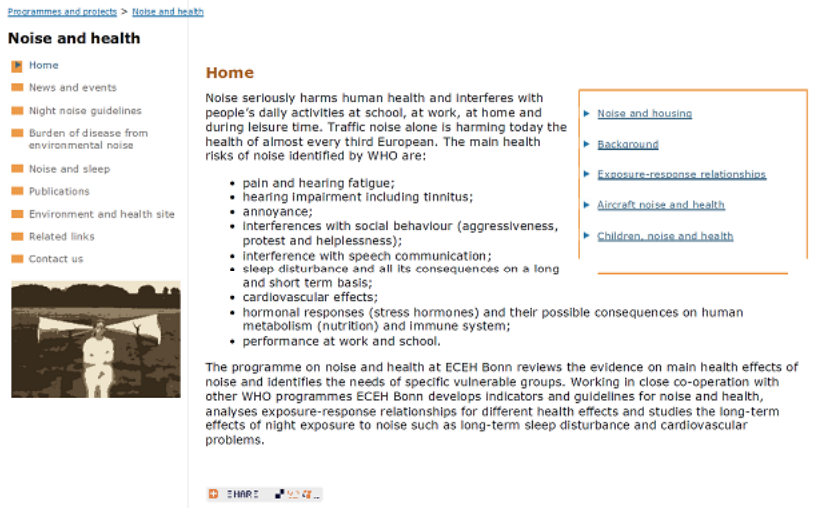 Programmes and projects > Noise and health
Noise and health
Home
News and events
Night noise guidelines
Burden of disease from
environmental noise
Noise and sleep
Publications
Environment and health site
Related links
Contact us
Home
Noise seriously harms human health and interferes with
people's daily activities at school, at work, at home and
during leisure time. Traffic noise alone is harming today the
health of almost every third European. The main health
risks of noise identified by WHO are:
• pain and hearing fatigue;
• hearing impairment including tinnitus;
• annoyance;
• interferences with social behaviour (aggressiveness,
protest and helplessness);
• interference with speech communication;
• sleep disturbance and all its consequences on a long
and short term basis;
• cardiovascular effects;
• hormonal responses (stress hormones) and their possible consequences on human
metabolism (nutrition) and immune system;
• performance at work and school.
The programme on noise and health at ECEH Bonn reviews the evidence on main health effects of
noise and identifies the needs of specific vulnerable groups. Working in close co-operation with
other WHO programmes ECEH Bonn develops indicators and guidelines for noise and health,
analyses exposure-response relationships for different health effects and studies the long-term
effects of night exposure to noise such as long-term sleep disturbance and cardiovascular
problems.
Noise and housing
Background
Exposure-response relationships
Aircraft noise and health
Children, noise and health
SHARE